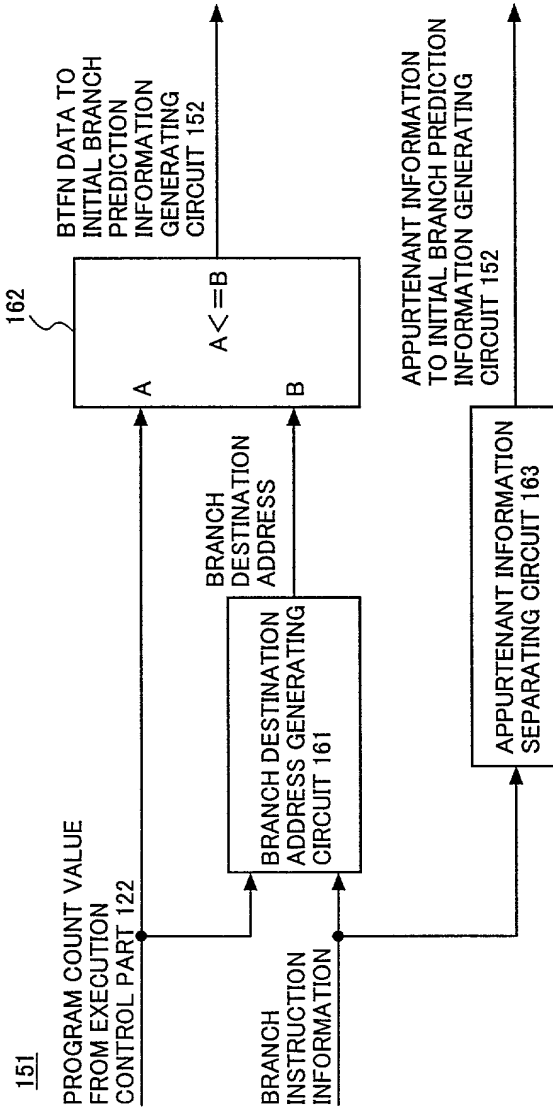 151
PROGRAM COUNT VALUE
FROM EXECUTION
CONTROL PART 122
BRANCH
INSTRUCTION
INFORMATION
BRANCH DESTINATION
ADDRESS GENERATING
CIRCUIT 161
BRANCH
DESTINATION
ADDRESS
162
A
B
A<=B
BTFN DATA TO
INITIAL BRANCH
PREDICTION
INFORMATION
GENERATING
CIRCUIT 152
APPURTENANT INFORMATION
SEPARATING CIRCUIT 163
APPURTENANT INFORMATION
TO INITIAL BRANCH PREDICTION
INFORMATION GENERATING
CIRCUIT 152